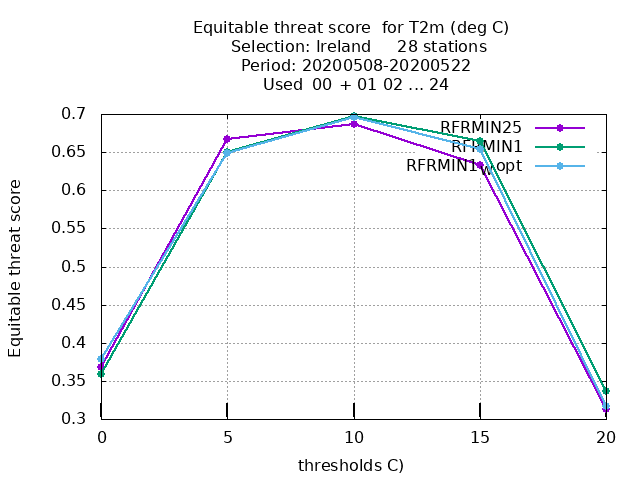 Equitable threat score for T2m (deg C)
Selection: Ireland 28 stations
Period: 20200508-20200522
Used 00 + 01 02 ... 24
Equitable threat score
0.7
0.65
0.6
0.55
0.5
0.45
0.4
0.35
0.3
RFRMIN25
RFRMIN1
RFRMIN1wopt
0 5 10 15 20
thresholds C)